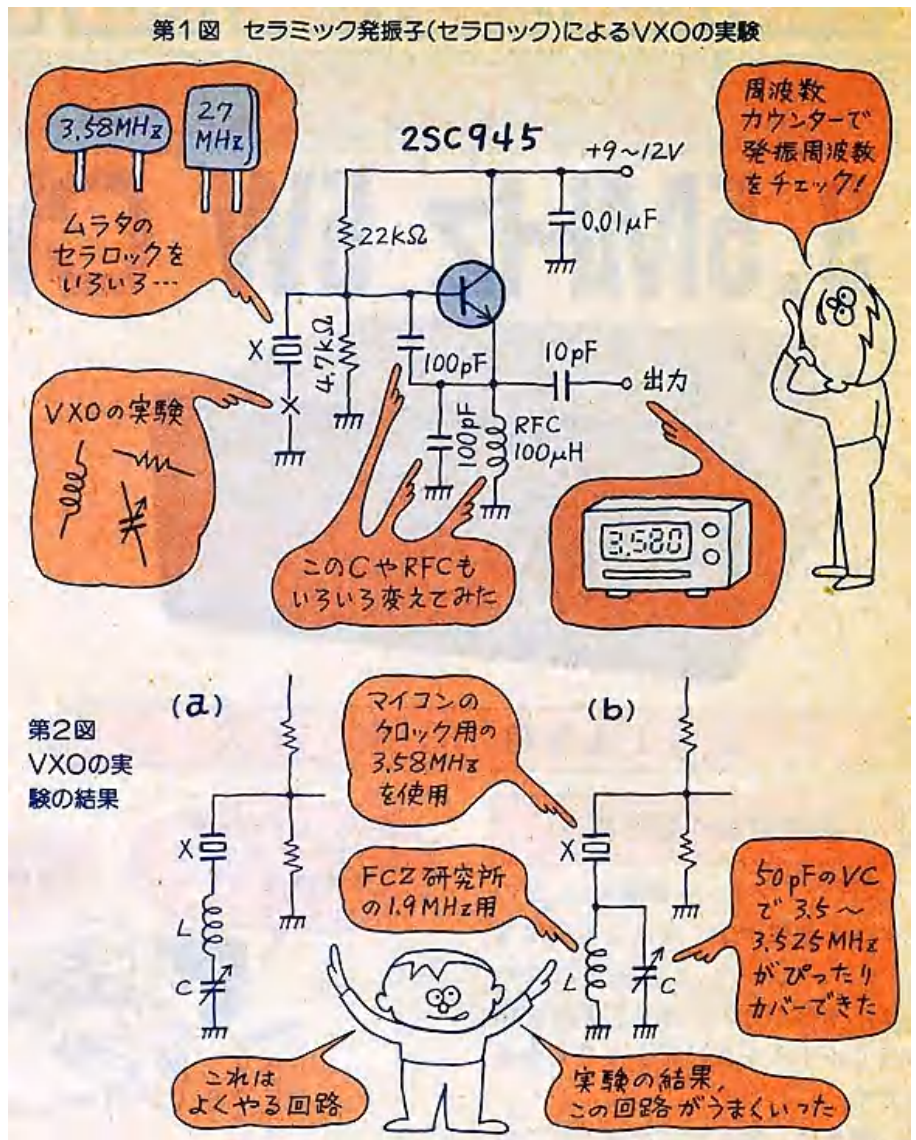 第1図 セラミック発振子(セラロック)によるVXOの実験
3.58MHz
27
MHz
ムラタの
セラロックを
いろいろ…
2SC945
+9~12V
0.01μF
22kΩ
周波数
カウンターで
発振周波数
をチェック!
X
4.7kΩ
100pF
10pF
出力
VXOの実験
100pF
RFC
100μH
3.580
このCやRFCも
いろいろ変えてみた
第2図
VXOの実
験の結果
(a)
X
L
C
マイコンの
クロック用の
3.58MHz
を使用
(b)
X
FCZ研究所
の1.9MHz用
L
C
50pFのVC
で3.5~
3.525MHz
がぴったり
カバーできた
これは
よくやる回路
実験の結果,
この回路がうまくいった